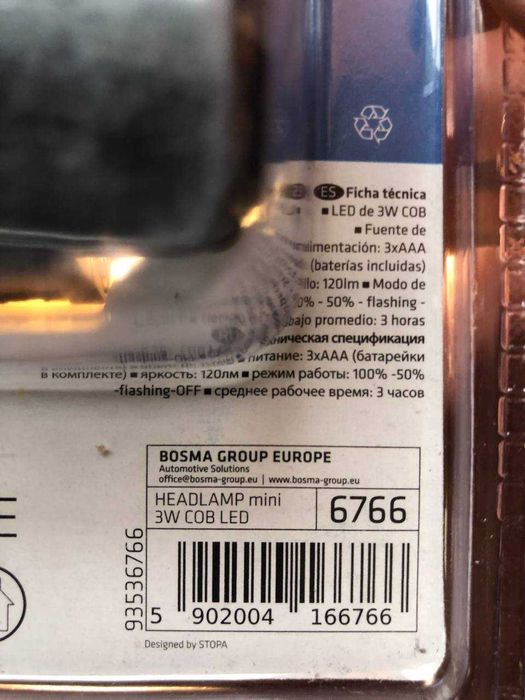 ES Ficha técnica
■ LED de 3W COB
■ Fuente de
alimentación: 3xAAA
(baterías incluidas)
120lm ■ Modo de
0% - 50% - flashing -
promedio: 3 horas
спецификация
питание: 3xAAA (батарейки
в комплекте) ■ яркость: 120лм ■ режим работы: 100% -50%
-flashing-OFF ■ среднее рабочее время: 3 часов
BOSMA GROUP EUROPE
Automotive Solutions
office@bosma-group.eu | www.bosma-group.eu
HEADLAMP mini
3W COB LED
6766
93536766
5 902004 166766
Designed by STOPA